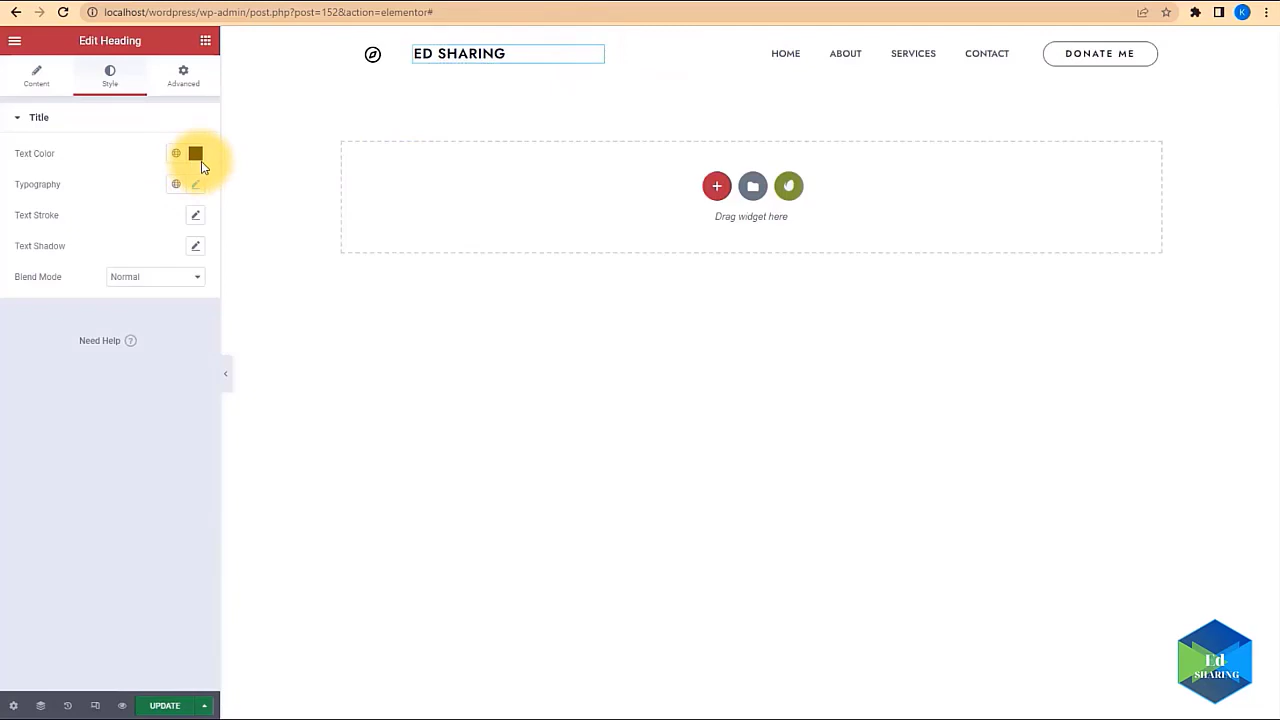 localhost/wordpress/wp-admin/post.php?post=152&action=elementor#
K
Edit Heading
Content
Style
Advanced
Title
Text Color
Typography
Text Stroke
Text Shadow
Blend Mode
Normal
Need Help ?
UPDATE
ED SHARING
HOME
ABOUT
SERVICES
CONTACT
DONATE ME
Drag widget here
Ed
SHARING